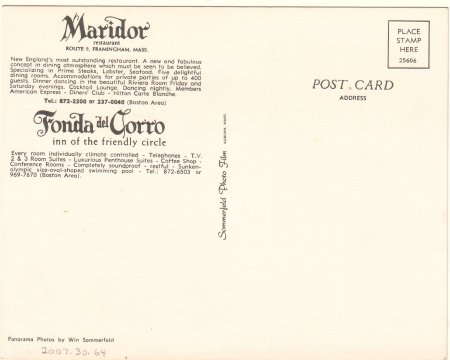 Maridor
restaurant
ROUTE 9, FRAMINGHAM, MASS.
New England's most outstanding restaurant. A new and fabulous
concept in dining atmosphere which must be seen to be believed.
Specializing in Prime Steaks, Lobster, Seafood. Five delightful
dining rooms. Accommodations for private parties of up to 400
guests. Dinner dancing in the beautiful Riviera Room Friday and
Saturday evenings. Cocktail Lounge. Dancing nightly. Members
American Express - Diners' Club - Hilton Carte Blanche.
Tel.: 872-3200 or 237-0040 (Boston Area)
Fonda del Corro
inn of the friendly circle
Every room individually climate controlled - Telephones - T.V.
2 & 3 Room Suites - Luxurious Penthouse Suites - Coffee Shop -
Conference Rooms - Completely soundproof - restful - Sunken-
olympic size-oval-shaped swimming pool - Tel.: 872-6503 or
969-7670 (Boston Area).
Panorama Photos by Win Sommerfeld
2007.30.64
Sommerfeld Photo Film AUBURN, MASS.
PLACE
STAMP
HERE
25606
POST CARD
ADDRESS